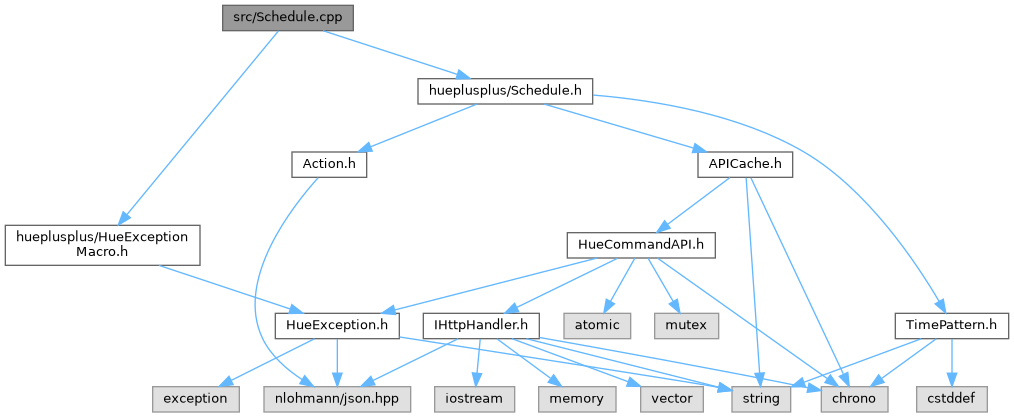 src/Schedule.cpp
hueplusplus/Schedule.h
Action.h
APICache.h
hueplusplus/HueException
Macro.h
HueCommandAPI.h
HueException.h
IHttpHandler.h
atomic
mutex
TimePattern.h
exception
nlohmann/json.hpp
iostream
memory
vector
string
chrono
cstddef